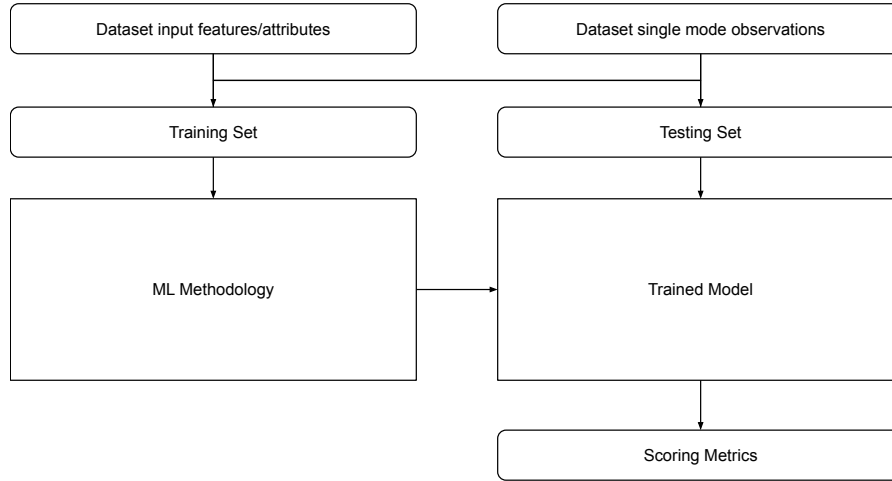 Dataset input features/attributes
Dataset single mode observations
Training Set
Testing Set
ML Methodology
Trained Model
Scoring Metrics